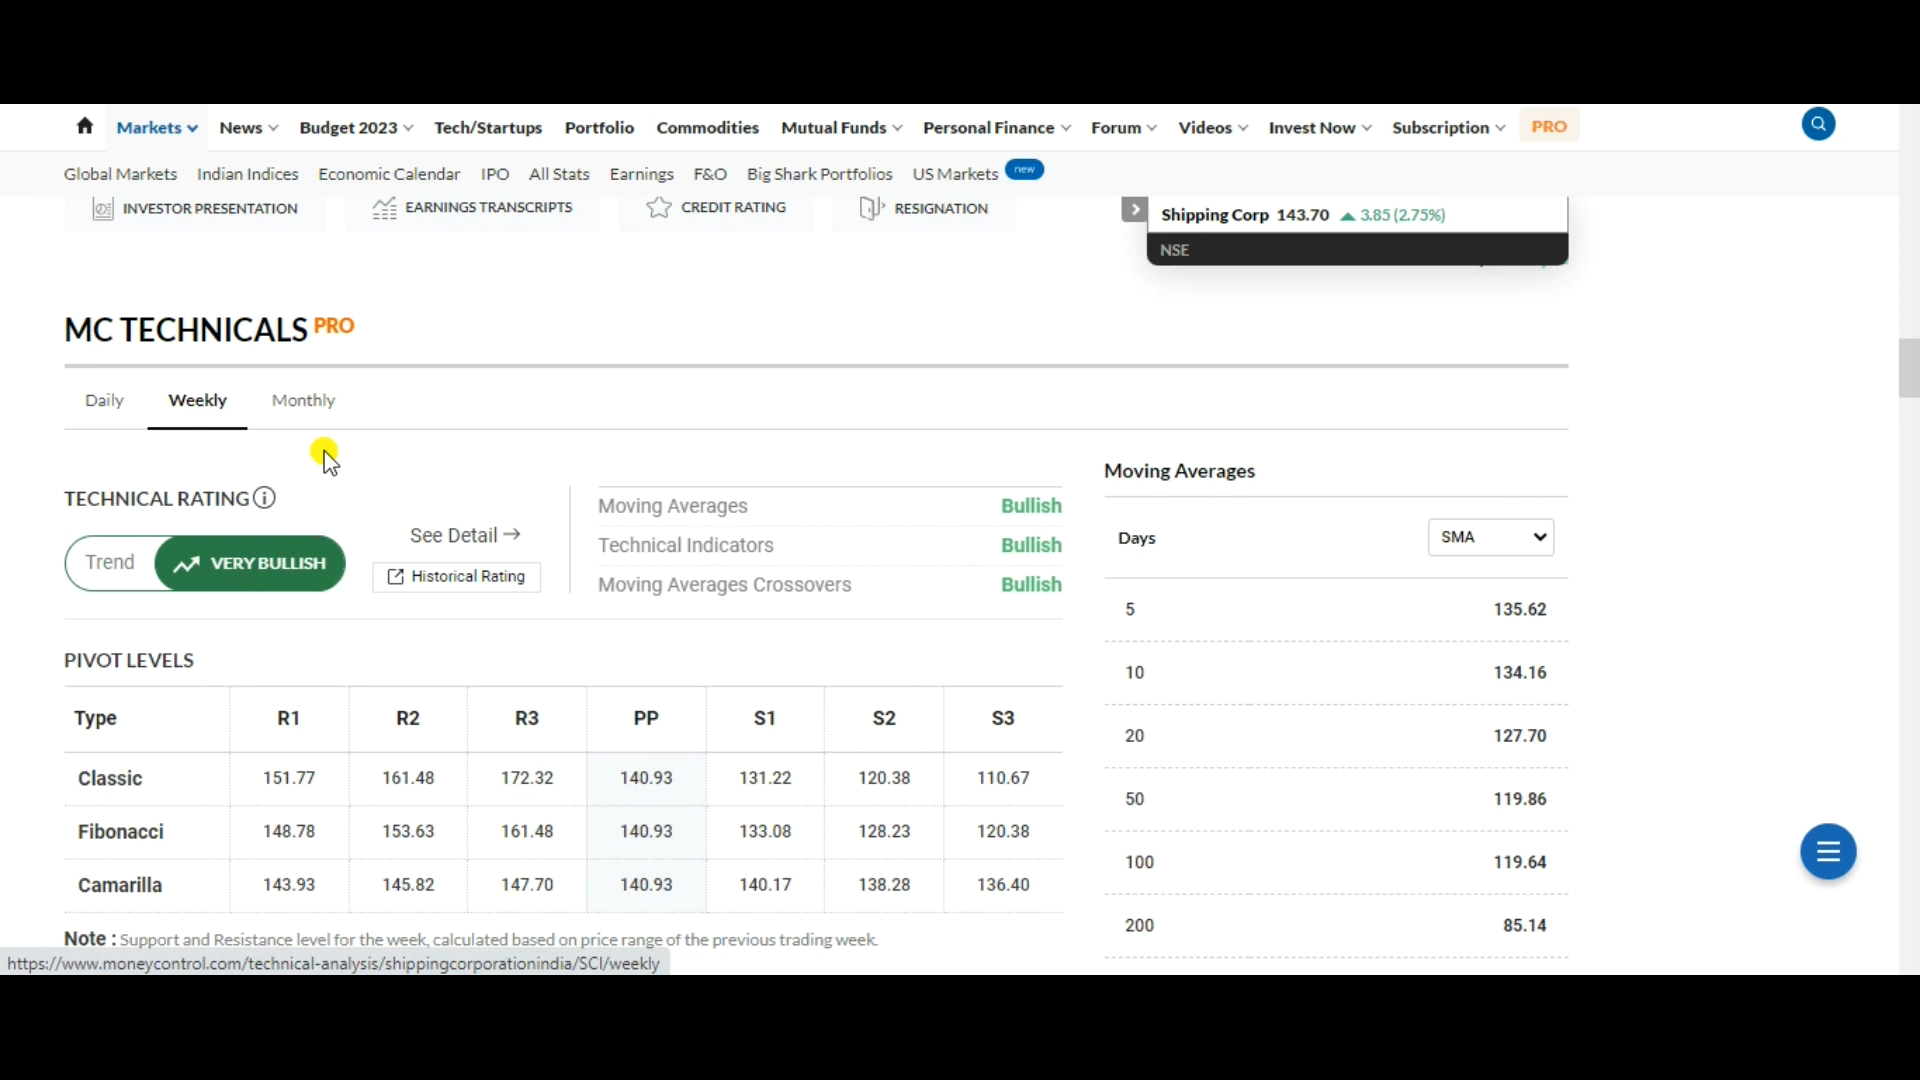 Markets News Budget 2023 Tech/Startups Portfolio Commodities Mutual Funds Personal Finance Forum Videos Invest Now Subscription PRO
Global Markets Indian Indices Economic Calendar IPO All Stats Earnings F&O Big Shark Portfolios US Markets new
INVESTOR PRESENTATION EARNINGS TRANSCRIPTS CREDIT RATING RESIGNATION
Shipping Corp 143.70 3.85 (2.75%)
NSE
MC TECHNICALS PRO
Daily Weekly Monthly
TECHNICAL RATING
Trend VERY BULLISH
See Detail
Historical Rating
Moving Averages Bullish
Technical Indicators Bullish
Moving Averages Crossovers Bullish
PIVOT LEVELS
Type R1 R2 R3 PP S1 S2 S3
Classic 151.77 161.48 172.32 140.93 131.22 120.38 110.67
Fibonacci 148.78 153.63 161.48 140.93 133.08 128.23 120.38
Camarilla 143.93 145.82 147.70 140.93 140.17 138.28 136.40
Note : Support and Resistance level for the week, calculated based on price range of the previous trading week.
Moving Averages
Days SMA
5 135.62
10 134.16
20 127.70
50 119.86
100 119.64
200 85.14
https://www.moneycontrol.com/technical-analysis/shippingcorporationindia/SCI/weekly